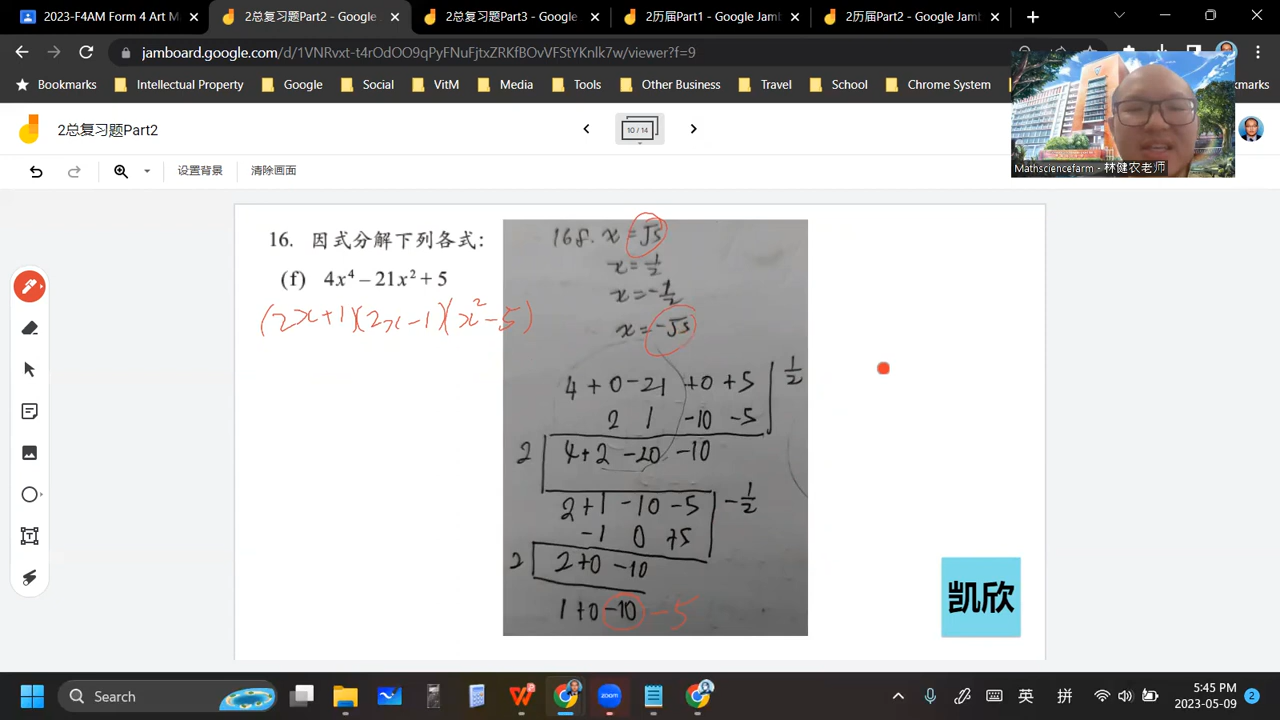 2023-F4AM Form 4 Art M
2总复习题Part2 - Google
2总复习题Part3 - Google
2历届Part1 - Google Jamb
2历届Part2 - Google Jamb
jamboard.google.com/d/1VNRvxt-t4rOdOO9qPyFNuFitxZRKfBOvVFStYKnlk7w/viewer?f=9
Bookmarks
Intellectual Property
Google
Social
VitM
Media
Tools
Other Business
Travel
School
Chrome System
Bookmarks
2总复习题Part2
10 / 14
设置背景
清除画面
Mathsciencefarm - 林健农老师
16. 因式分解下列各式:
(f) 4x⁴ – 21x² + 5
(2x+1)(2x-1)(x²-5)
168. x = √5
x = 1/2
x = -1/2
x = -√5
4 + 0 - 21 + 0 + 5 1/2
2 1 -10 -5
2 4 + 2 - 20 - 10
2 + 1 - 10 - 5 -1/2
-1 0 +5
2 2 + 0 - 10
1 + 0 - 10 -5
凯欣
Search
英
拼
5:45 PM
2023-05-09
2